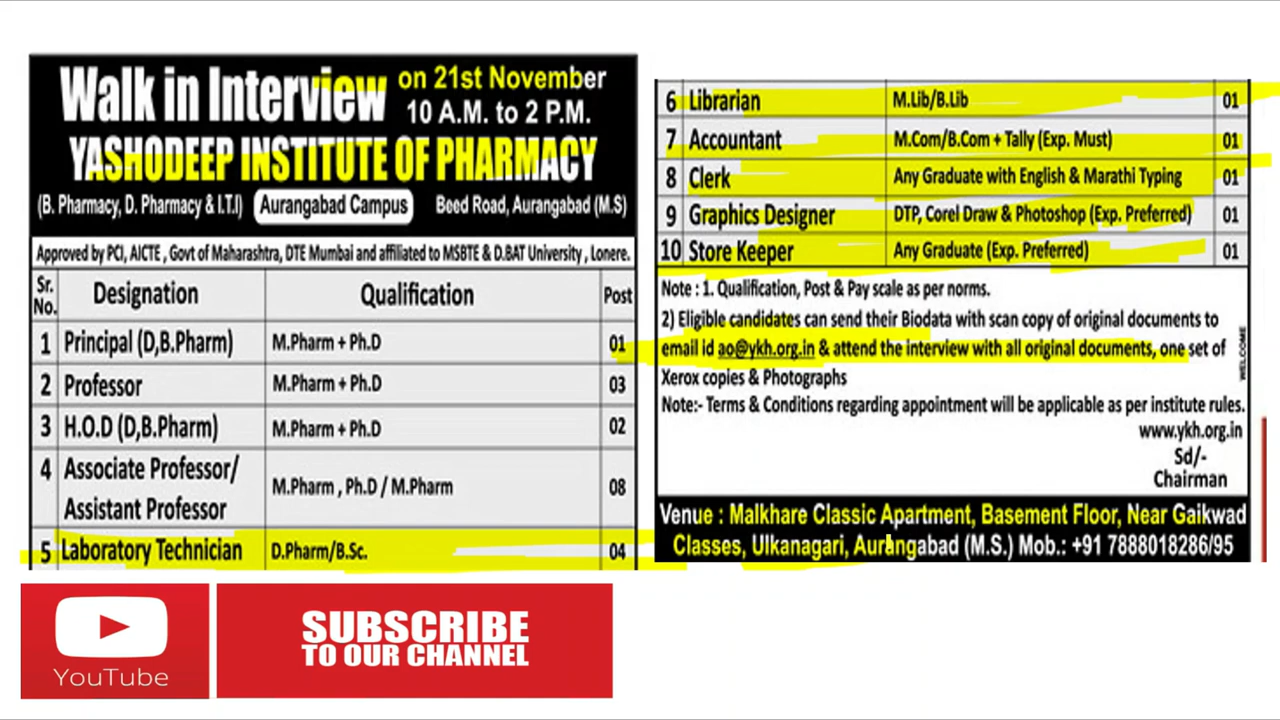 Walk in Interview on 21st November
10 A.M. to 2 P.M.
YASHODEEP INSTITUTE OF PHARMACY
(B. Pharmacy, D. Pharmacy & I.T.I) Aurangabad Campus Beed Road, Aurangabad (M.S)
Approved by PCI, AICTE , Govt of Maharashtra, DTE Mumbai and affiliated to MSBTE & D.BAT University , Lonere.
Sr. No. Designation Qualification Post
1 Principal (D,B.Pharm) M.Pharm + Ph.D 01
2 Professor M.Pharm + Ph.D 03
3 H.O.D (D,B.Pharm) M.Pharm + Ph.D 02
4 Associate Professor/ Assistant Professor M.Pharm , Ph.D / M.Pharm 08
5 Laboratory Technician D.Pharm/B.Sc. 04
6 Librarian M.Lib/B.Lib 01
7 Accountant M.Com/B.Com + Tally (Exp. Must) 01
8 Clerk Any Graduate with English & Marathi Typing 01
9 Graphics Designer DTP, Corel Draw & Photoshop (Exp. Preferred) 01
10 Store Keeper Any Graduate (Exp. Preferred) 01
Note : 1. Qualification, Post & Pay scale as per norms.
2) Eligible candidates can send their Biodata with scan copy of original documents to
email id ao@ykh.org.in & attend the interview with all original documents, one set of
Xerox copies & Photographs
Note:- Terms & Conditions regarding appointment will be applicable as per institute rules.
www.ykh.org.in
Sd/-
Chairman
WELCOME
Venue : Malkhare Classic Apartment, Basement Floor, Near Gaikwad
Classes, Ulkanagari, Aurangabad (M.S.) Mob.: +91 7888018286/95
YouTube
SUBSCRIBE
TO OUR CHANNEL